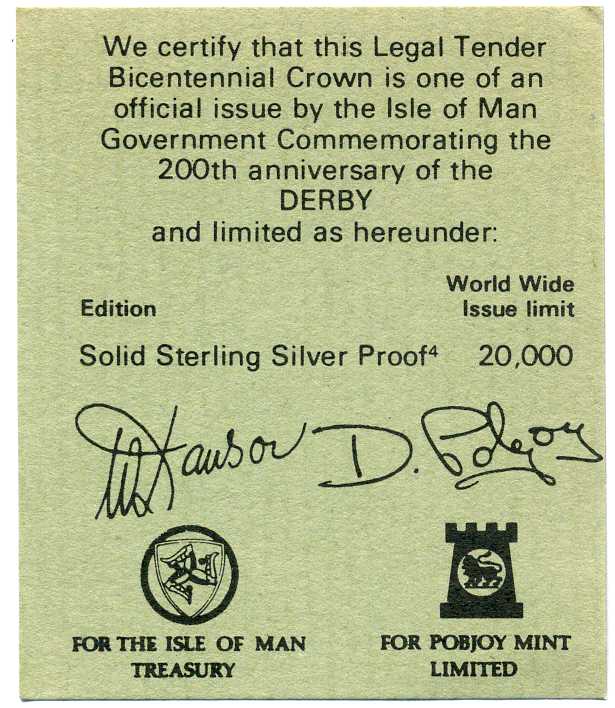 We certify that this Legal Tender
Bicentennial Crown is one of an
official issue by the Isle of Man
Government Commemorating the
200th anniversary of the
DERBY
and limited as hereunder:
World Wide
Edition Issue limit
Solid Sterling Silver Proof⁴ 20,000
D. Pobjoy
FOR THE ISLE OF MAN
TREASURY
FOR POBJOY MINT
LIMITED